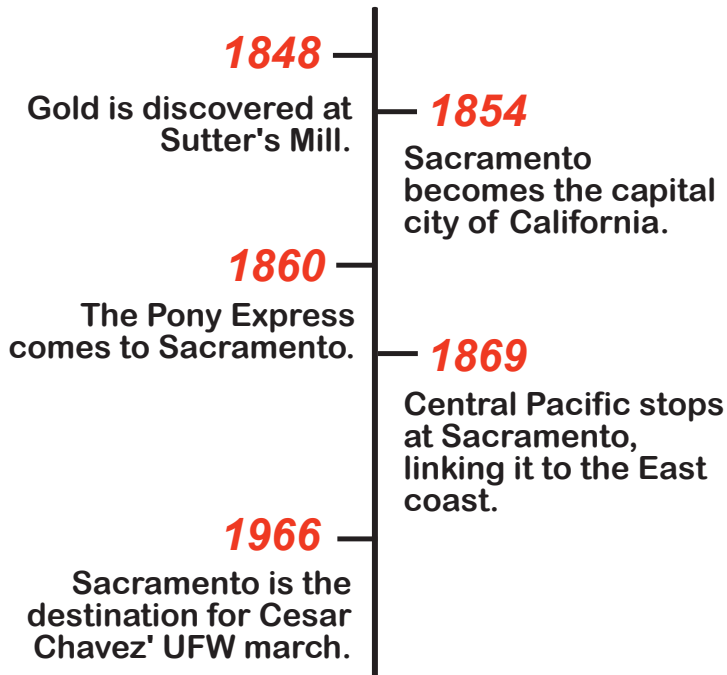 1848
Gold is discovered at
Sutter's Mill.
1854
Sacramento
becomes the capital
city of California.
1860
The Pony Express
comes to Sacramento.
1869
Central Pacific stops
at Sacramento,
linking it to the East
coast.
1966
Sacramento is the
destination for Cesar
Chavez' UFW march.